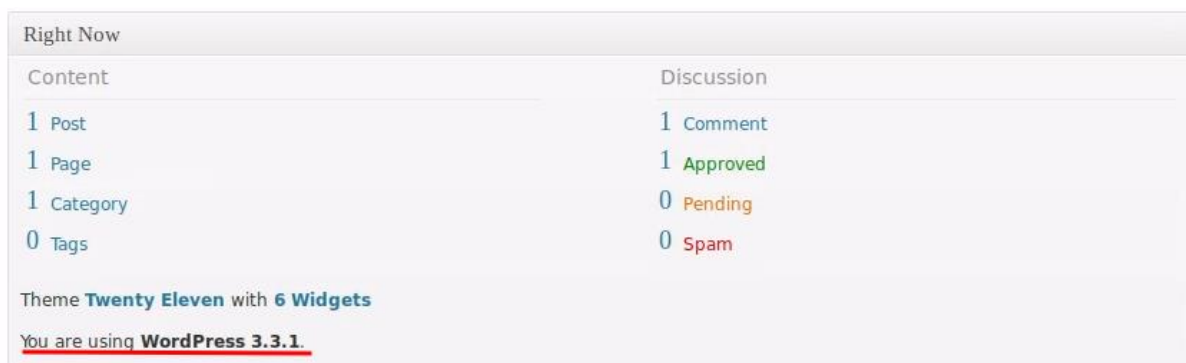 Right Now
Content
Discussion
1 Post
1 Comment
1 Page
1 Approved
1 Category
0 Pending
0 Tags
0 Spam
Theme Twenty Eleven with 6 Widgets
You are using WordPress 3.3.1.